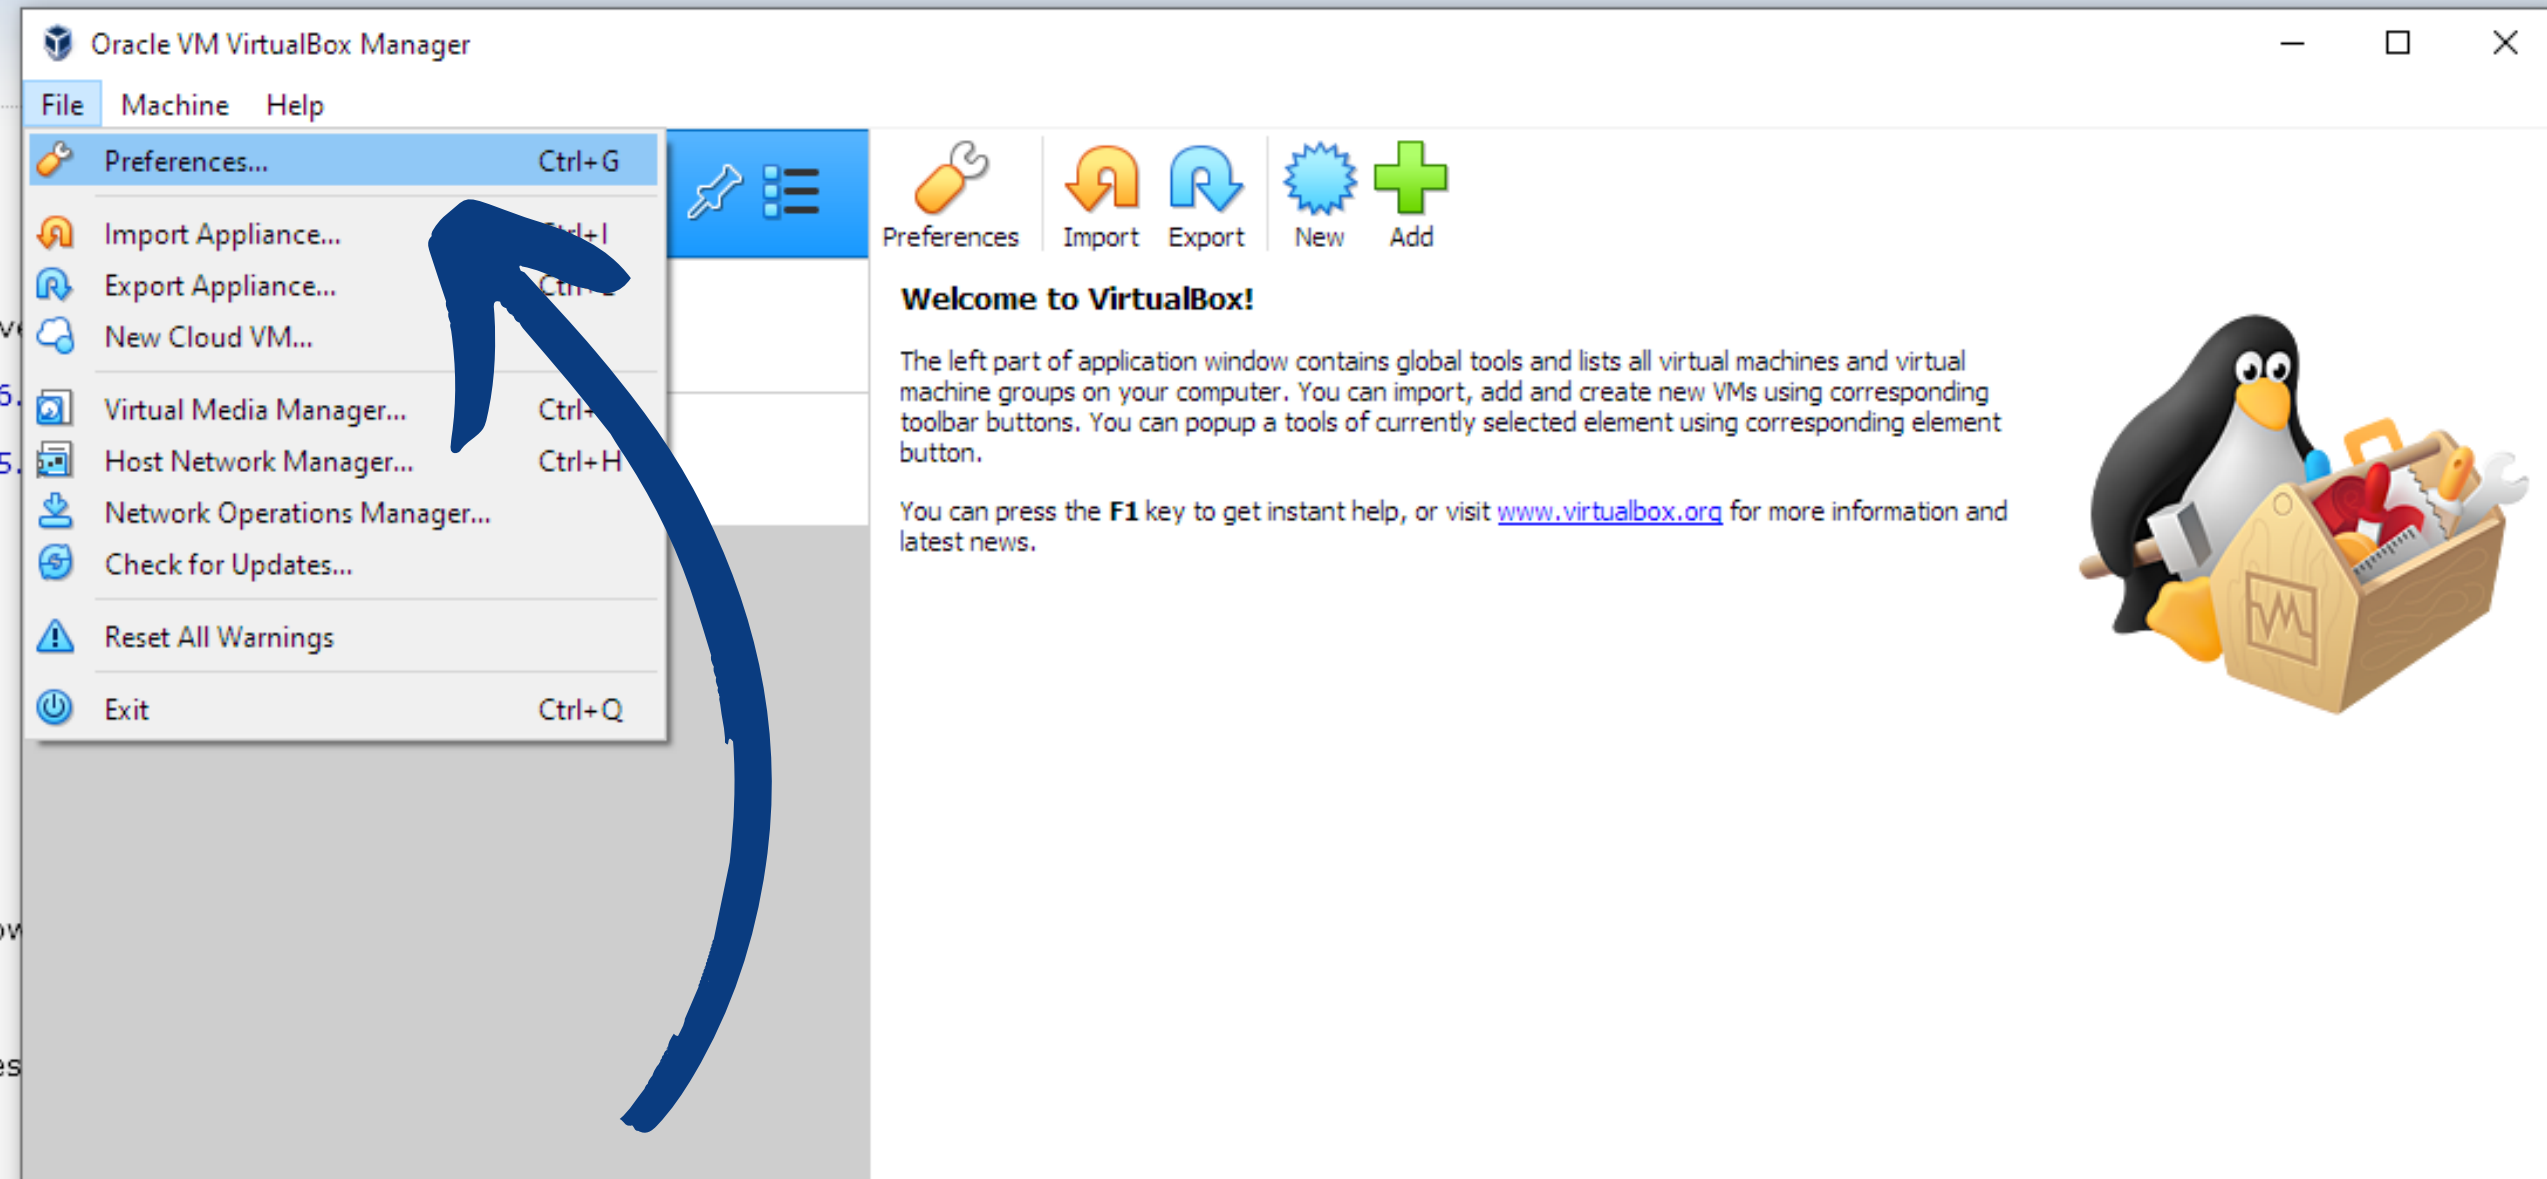 Oracle VM VirtualBox Manager
File Machine Help
Preferences... Ctrl+G
Import Appliance... Ctrl+I
Export Appliance...
New Cloud VM...
Virtual Media Manager...
Host Network Manager... Ctrl+H
Network Operations Manager...
Check for Updates...
Reset All Warnings
Exit Ctrl+Q
Preferences Import Export New Add
Welcome to VirtualBox!
The left part of application window contains global tools and lists all virtual machines and virtual
machine groups on your computer. You can import, add and create new VMs using corresponding
toolbar buttons. You can popup a tools of currently selected element using corresponding element
button.
You can press the F1 key to get instant help, or visit www.virtualbox.org for more information and
latest news.